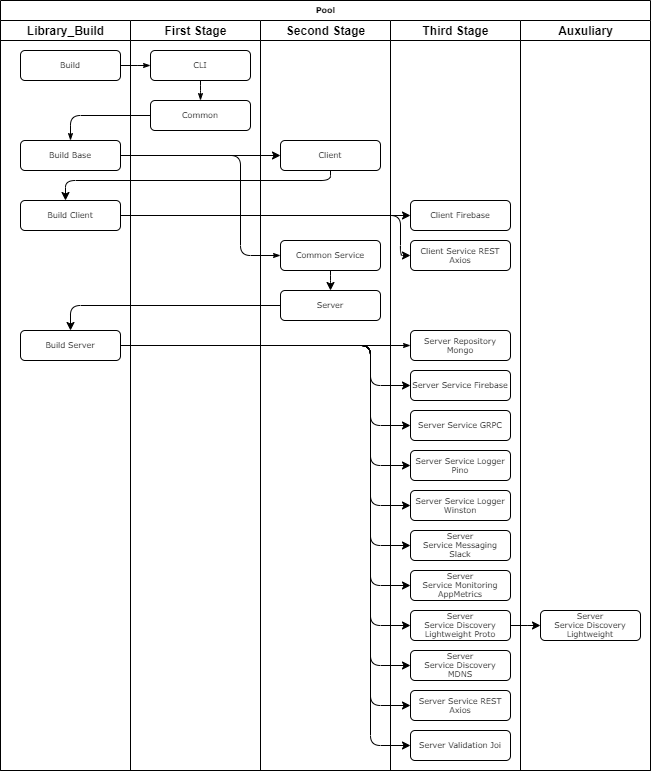 Pool
Library_Build
First Stage
Second Stage
Third Stage
Auxuliary
Build
CLI
Common
Build Base
Client
Build Client
Client Firebase
Common Service
Client Service REST
Axios
Server
Build Server
Server Repository
Mongo
Server Service Firebase
Server Service GRPC
Server Service Logger
Pino
Server Service Logger
Winston
Server
Service Messaging
Slack
Server
Service Monitoring
AppMetrics
Server
Service Discovery
Lightweight Proto
Server
Service Discovery
Lightweight
Server
Service Discovery
MDNS
Server Service REST
Axios
Server Validation Joi